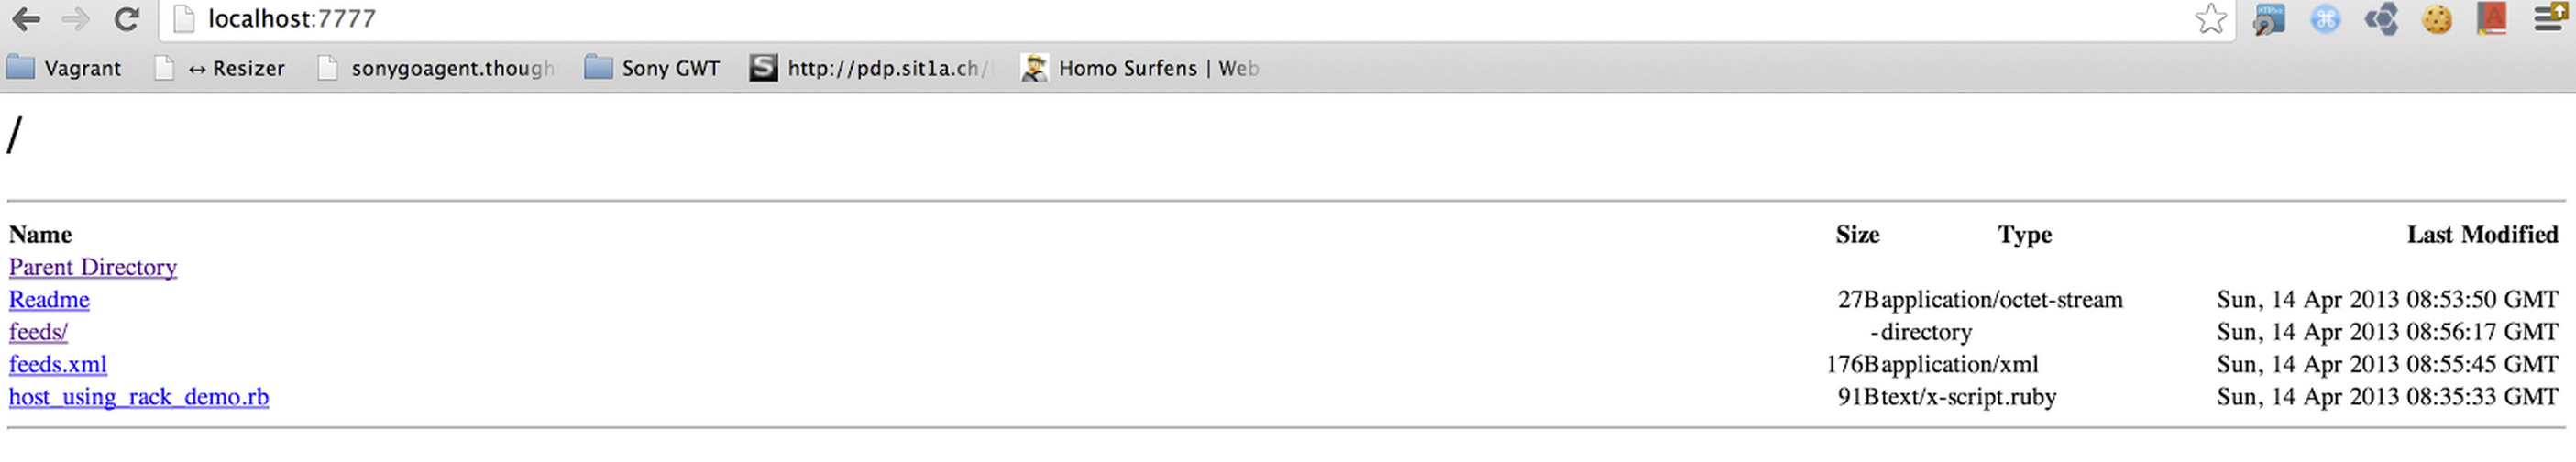 localhost:7777
Vagrant ↔ Resizer sonygoagent.though Sony GWT http://pdp.sit1a.ch/ Homo Surfens | Web
/
Name Size Type Last Modified
Parent Directory
Readme 27B application/octet-stream Sun, 14 Apr 2013 08:53:50 GMT
feeds/ - directory Sun, 14 Apr 2013 08:56:17 GMT
feeds.xml 176B application/xml Sun, 14 Apr 2013 08:55:45 GMT
host_using_rack_demo.rb 91B text/x-script.ruby Sun, 14 Apr 2013 08:35:33 GMT